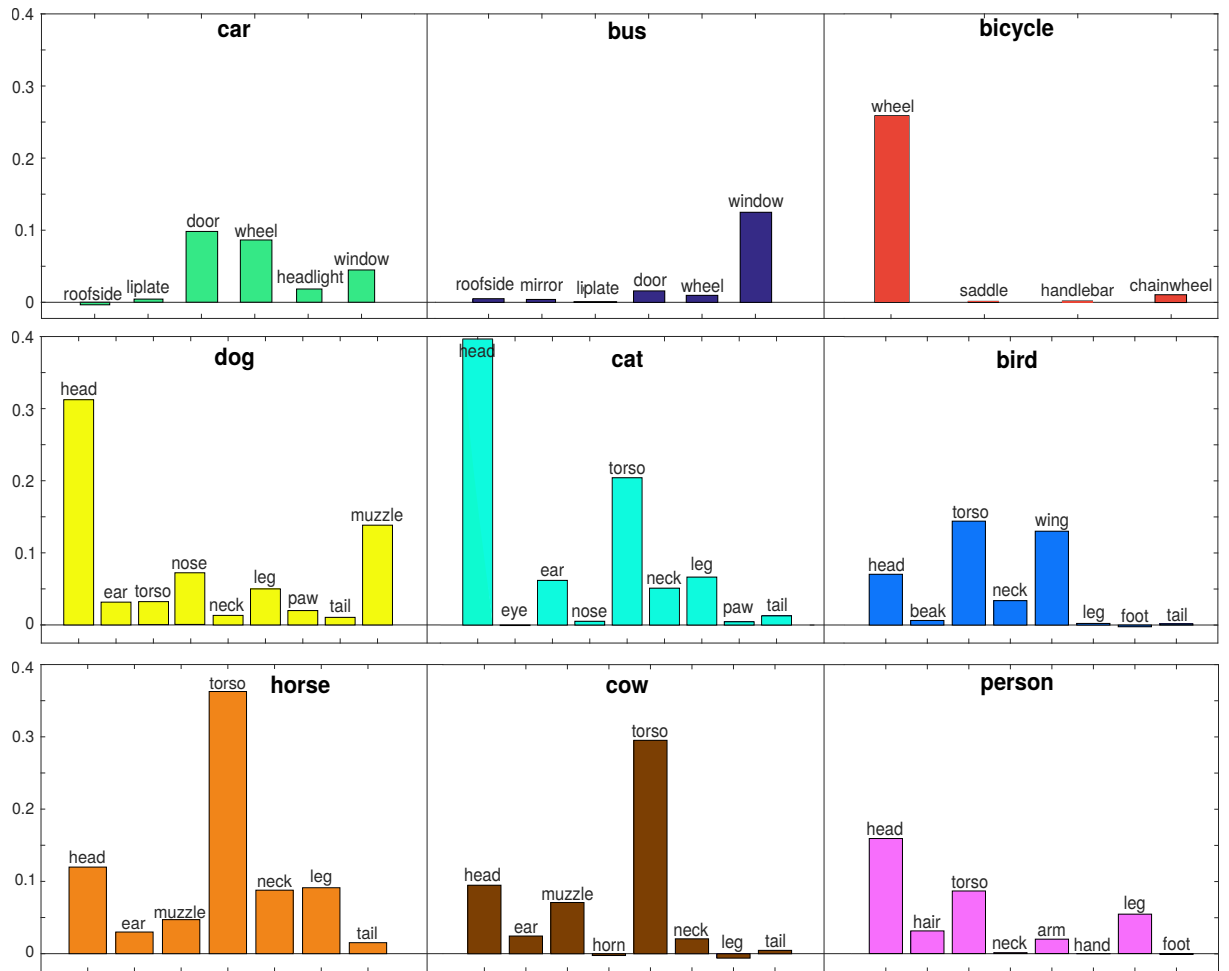 0.4
0.3
0.2
0.1
0
car
roofside
liplate
door
wheel
headlight
window
bus
roofside
mirror
liplate
door
wheel
window
bicycle
wheel
saddle
handlebar
chainwheel
0.4
0.3
0.2
0.1
0
dog
head
ear
torso
nose
neck
leg
paw
tail
muzzle
cat
head
eye
ear
nose
torso
neck
leg
paw
tail
bird
head
beak
torso
neck
wing
leg
foot
tail
0.4
0.3
0.2
0.1
0
horse
head
ear
muzzle
torso
neck
leg
tail
cow
head
ear
muzzle
horn
torso
neck
leg
tail
person
head
hair
torso
neck
arm
hand
leg
foot